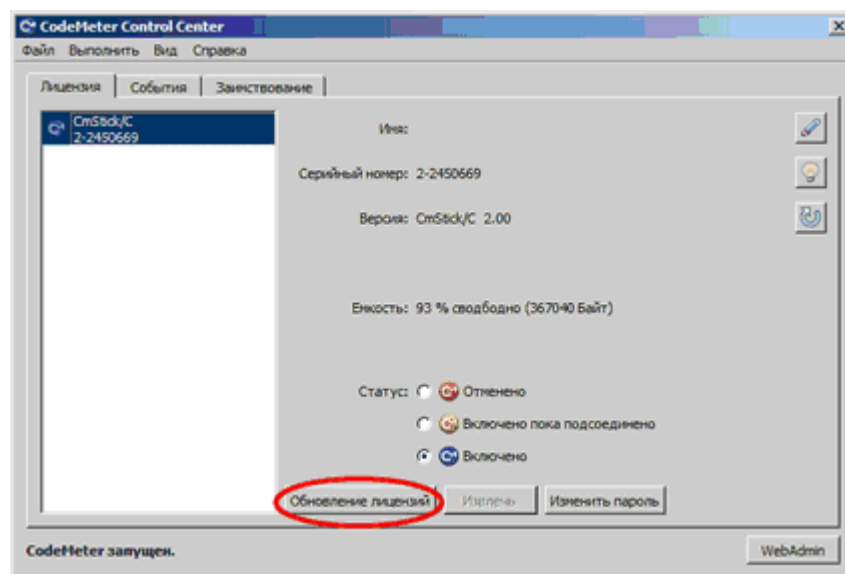 CodeMeter Control Center
Файл Выполнить Вид Справка
Лицензия События Заимствование
CmStick/C
2-2450669
Имя:
Серийный номер: 2-2450669
Версия: CmStick/C 2.00
Емкость: 93 % сводбодно (367040 Байт)
Статус: Отменено
Включено пока подсоединено
Включено
Обновление лицензий Извлечь Изменить пароль
CodeMeter запущен. WebAdmin